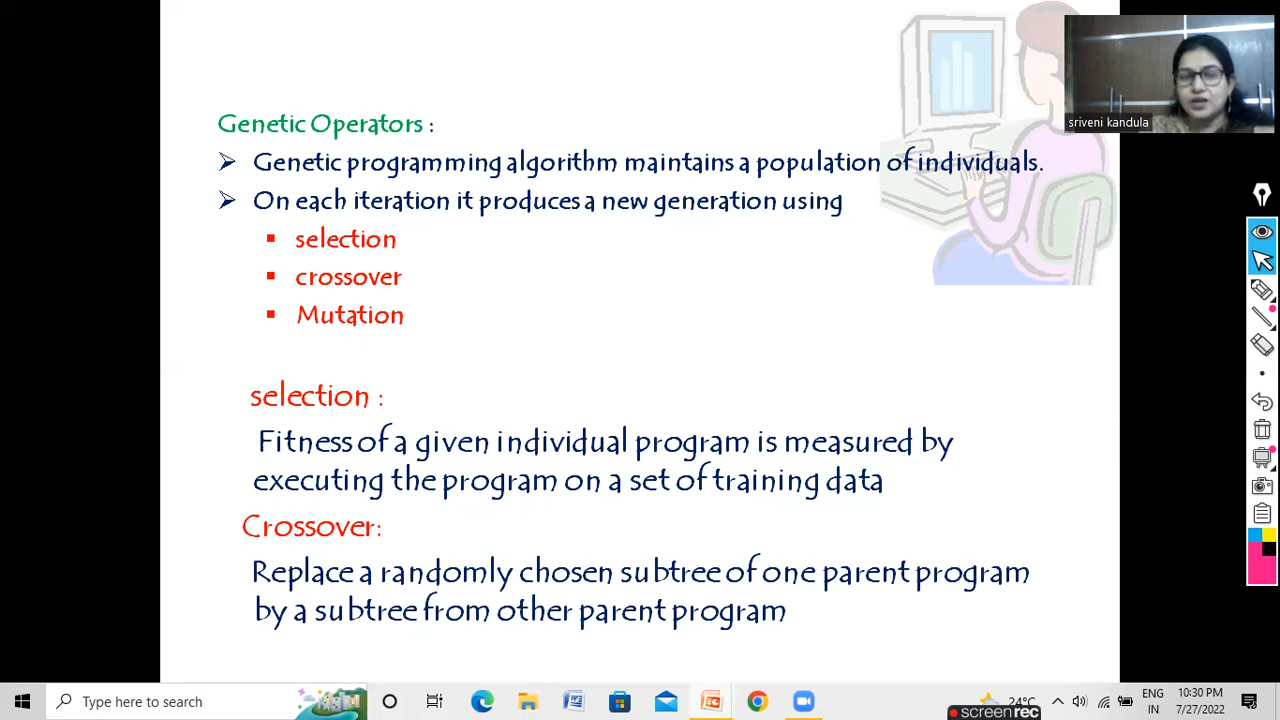 sriveni kandula
Genetic Operators :
➢ Genetic programming algorithm maintains a population of individuals.
➢ On each iteration it produces a new generation using
▪ selection
▪ crossover
▪ Mutation
selection :
Fitness of a given individual program is measured by
executing the program on a set of training data
Crossover:
Replace a randomly chosen subtree of one parent program
by a subtree from other parent program
Type here to search
24°C
ENG
IN
10:30 PM
7/27/2022
screenrec